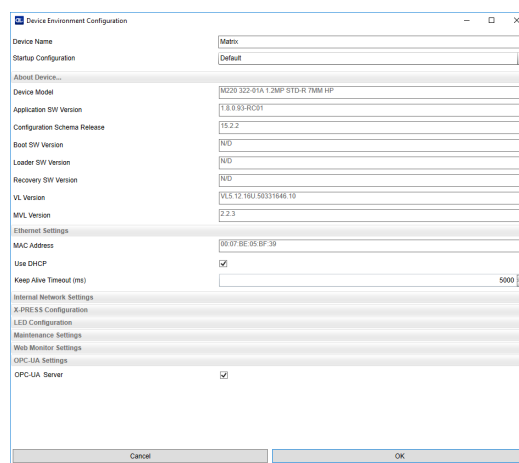 DL Device Environment Configuration
Device Name Matrix
Startup Configuration Default
About Device...
Device Model M220 322-01A 1.2MP STD-R 7MM HP
Application SW Version 1.8.0.93-RC01
Configuration Schema Release 15.2.2
Boot SW Version N/D
Loader SW Version N/D
Recovery SW Version N/D
VL Version VL5.12.16U.50331646.10
MVL Version 2.2.3
Ethernet Settings
MAC Address 00:07:BE:05:BF:39
Use DHCP
Keep Alive Timeout (ms) 5000
Internal Network Settings
X-PRESS Configuration
LED Configuration
Maintenance Settings
Web Monitor Settings
OPC-UA Settings
OPC-UA Server
Cancel OK